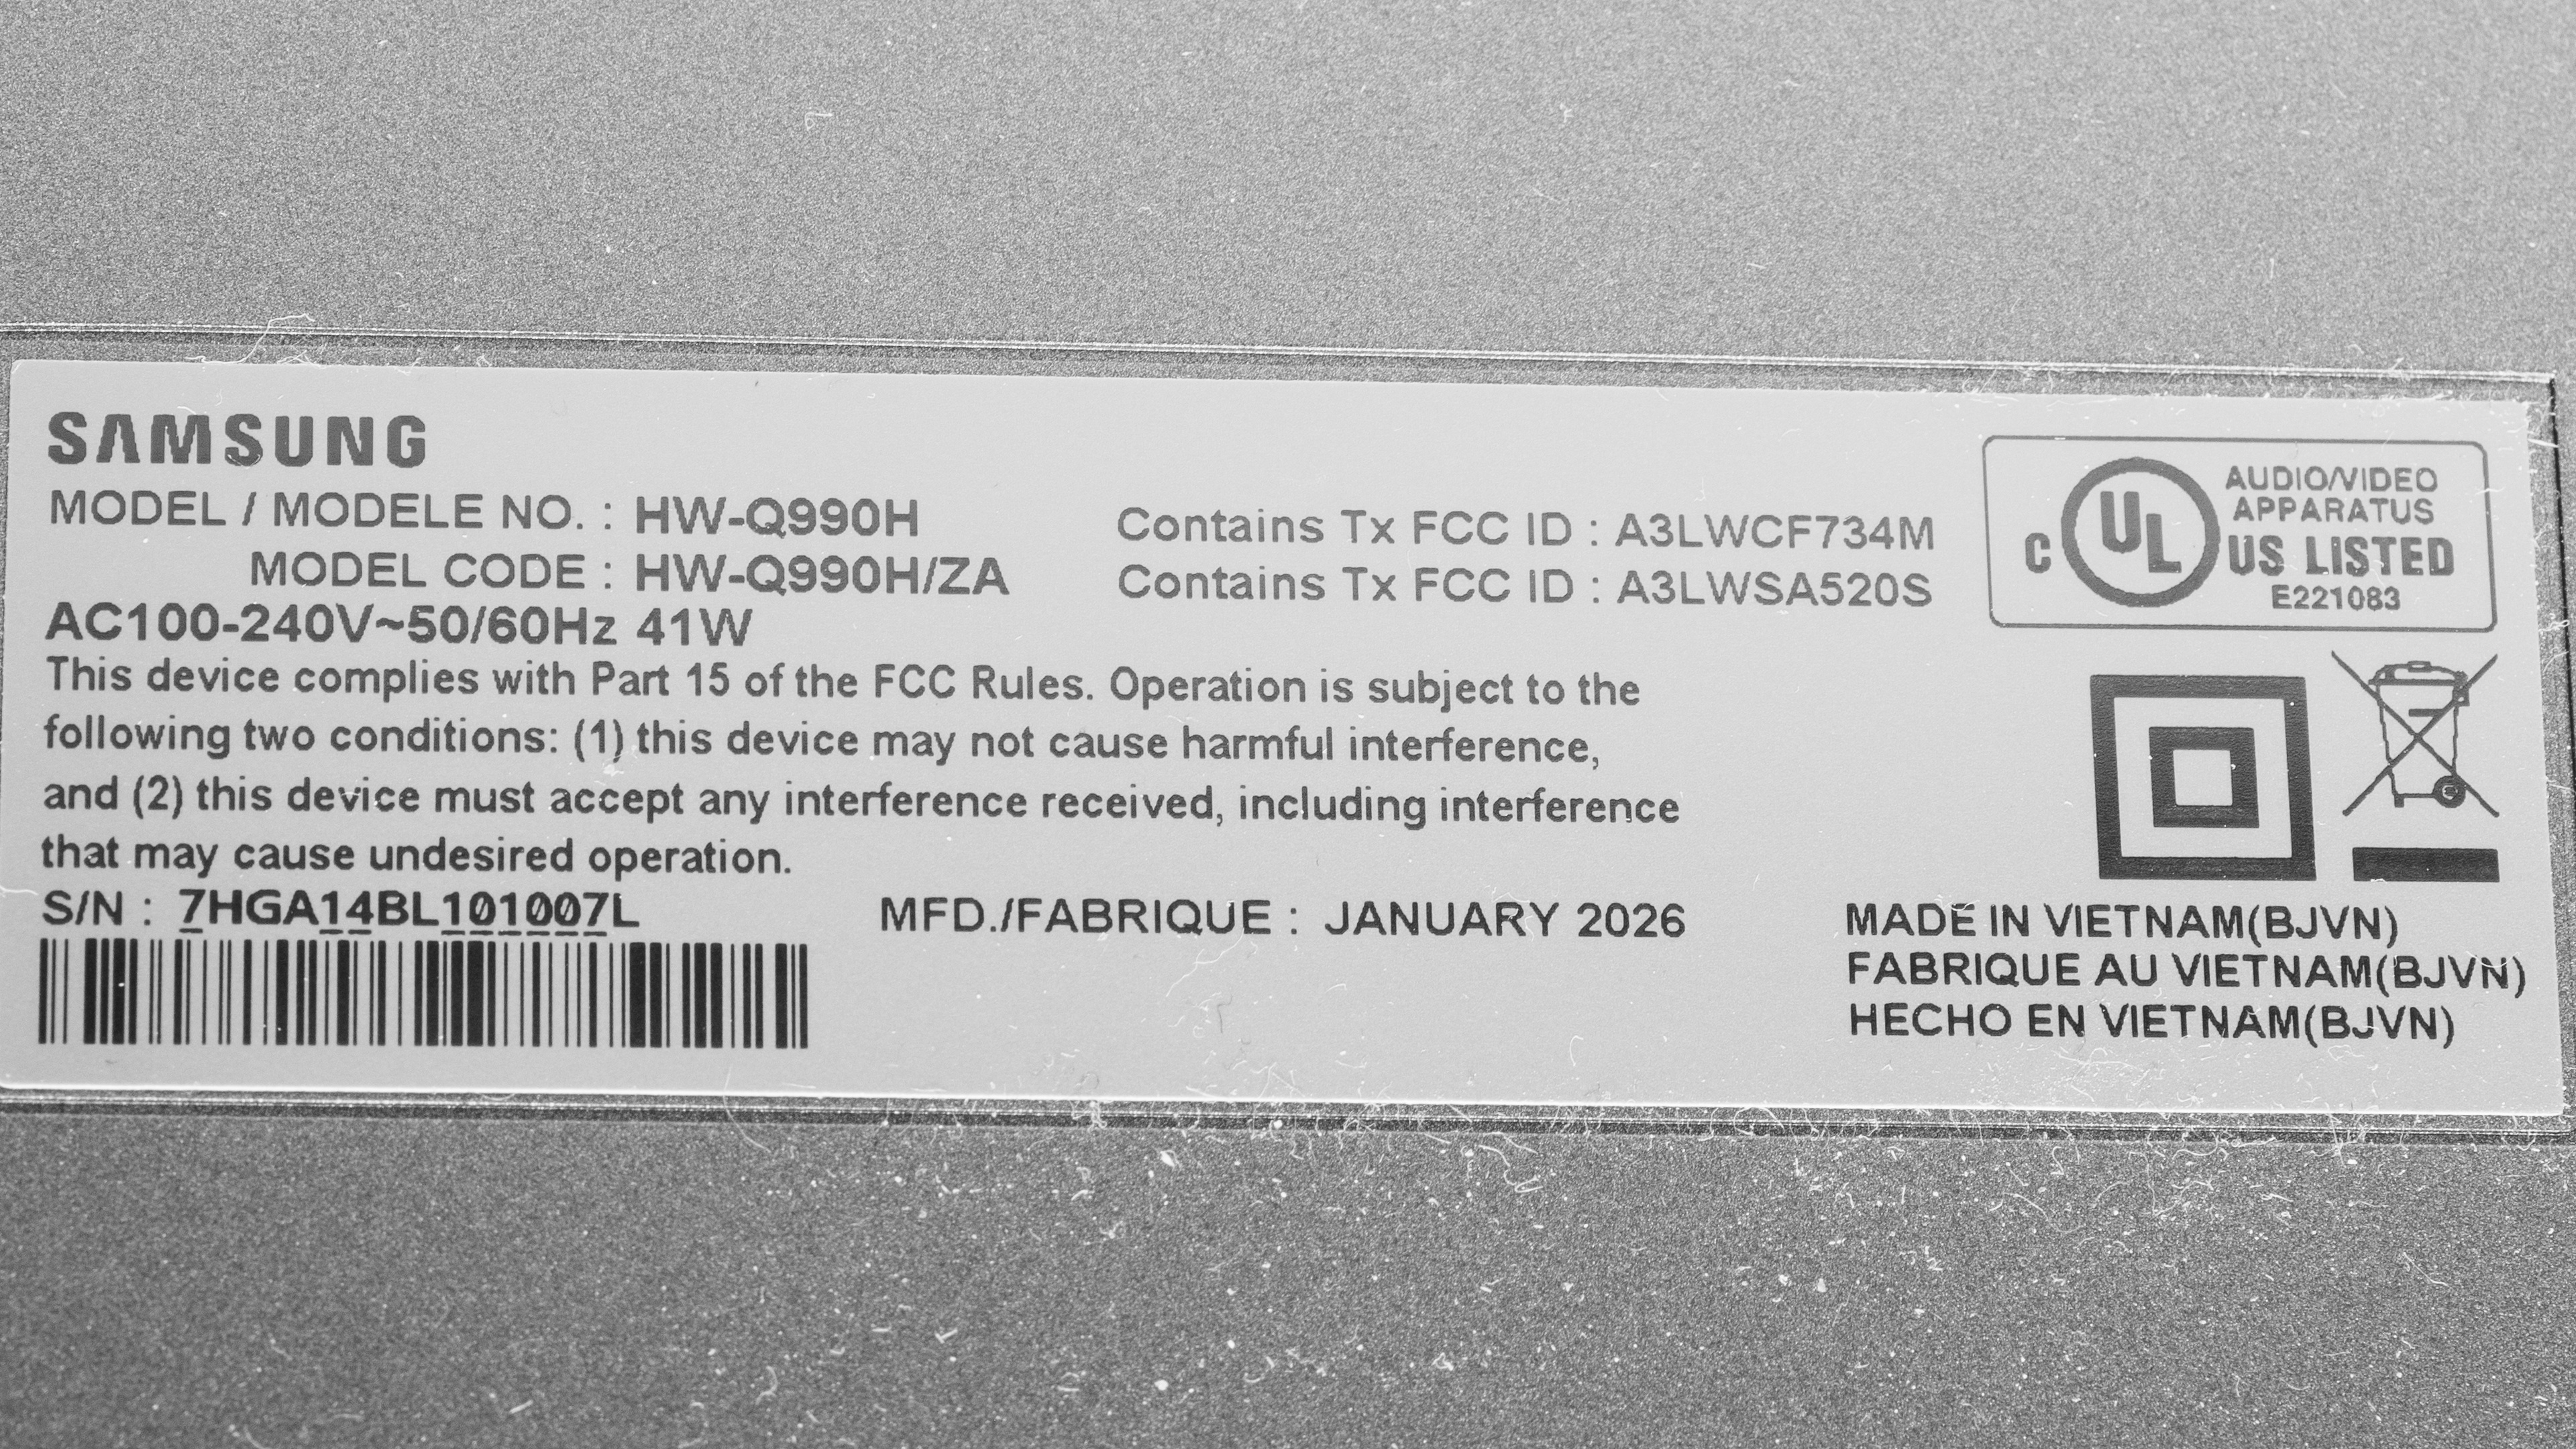 SAMSUNG
MODEL / MODELE NO. : HW-Q990H
MODEL CODE : HW-Q990H/ZA
AC100-240V~50/60Hz 41W
Contains Tx FCC ID : A3LWCF734M
Contains Tx FCC ID : A3LWSA520S
C UL US LISTED
AUDIO/VIDEO
APPARATUS
E221083
This device complies with Part 15 of the FCC Rules. Operation is subject to the
following two conditions: (1) this device may not cause harmful interference,
and (2) this device must accept any interference received, including interference
that may cause undesired operation.
S/N : 7HGA14BL101007L
MFD./FABRIQUE : JANUARY 2026
MADE IN VIETNAM(BJVN)
FABRIQUE AU VIETNAM(BJVN)
HECHO EN VIETNAM(BJVN)